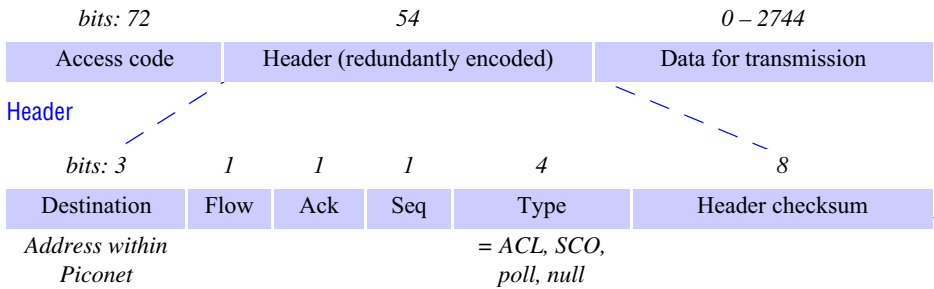 bits: 72 54 0 – 2744
Access code Header (redundantly encoded) Data for transmission
Header
bits: 3 1 1 1 4 8
Destination Flow Ack Seq Type Header checksum
Address within = ACL, SCO,
Piconet poll, null